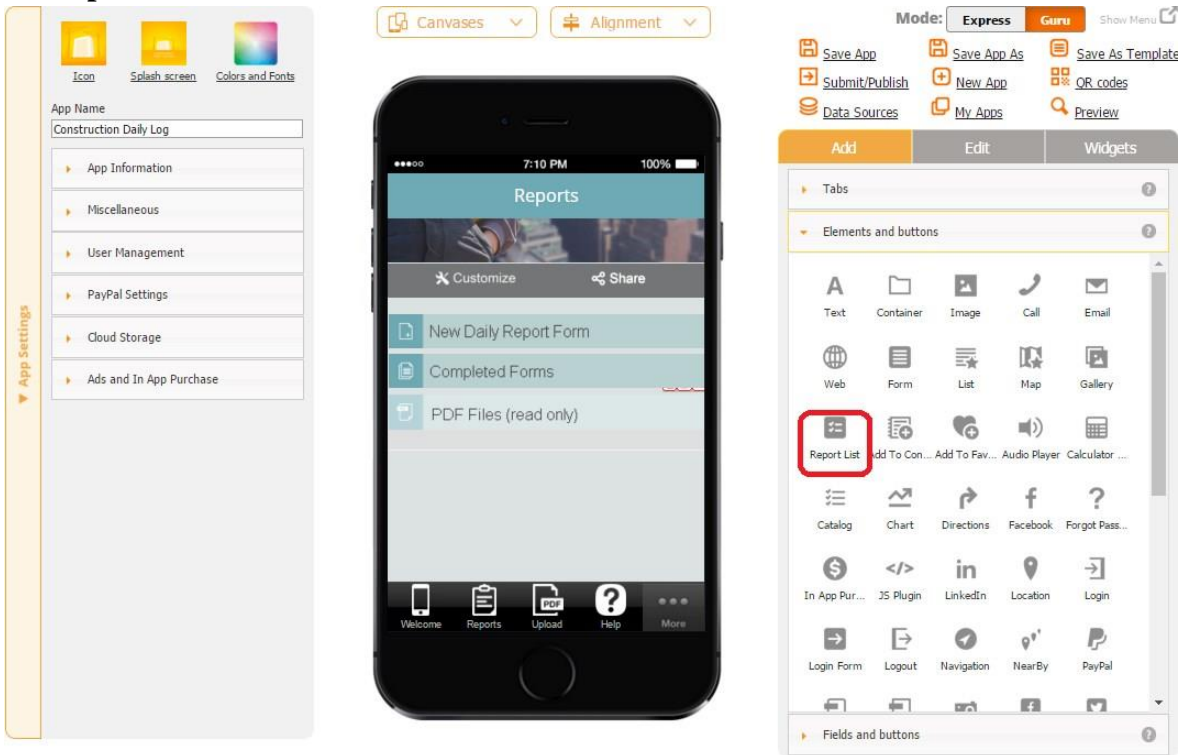 Icon
Splash screen
Colors and Fonts
App Name
Construction Daily Log
App Information
Miscellaneous
User Management
PayPal Settings
Cloud Storage
Ads and In App Purchase
App Settings
Canvases
Alignment
7:10 PM
100%
Reports
Customize
Share
New Daily Report Form
Completed Forms
PDF Files (read only)
PDF
Welcome
Reports
Upload
Help
More
Mode:
Express
Guru
Show Menu
Save App
Save App As
Save As Template
Submit/Publish
New App
QR codes
Data Sources
My Apps
Preview
Add
Edit
Widgets
Tabs
Elements and buttons
Text
Container
Image
Call
Email
Web
Form
List
Map
Gallery
Report List
Add To Con...
Add To Fav...
Audio Player
Calculator ...
Catalog
Chart
Directions
Facebook
Forgot Pass...
In App Pur...
JS Plugin
LinkedIn
Location
Login
Login Form
Logout
Navigation
NearBy
PayPal
Fields and buttons